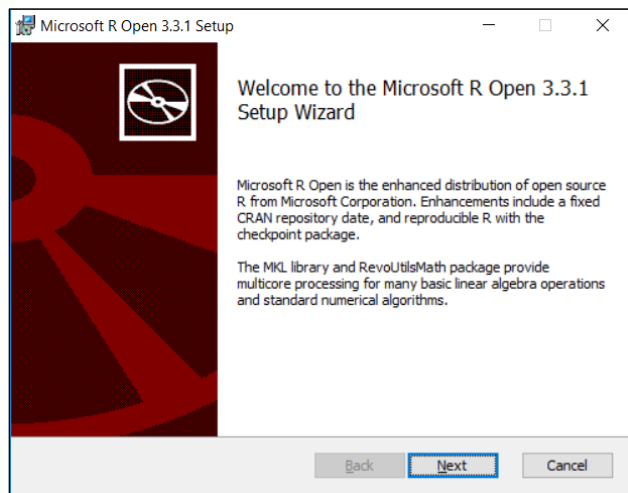 Microsoft R Open 3.3.1 Setup
Welcome to the Microsoft R Open 3.3.1
Setup Wizard
Microsoft R Open is the enhanced distribution of open source
R from Microsoft Corporation. Enhancements include a fixed
CRAN repository date, and reproducible R with the
checkpoint package.
The MKL library and RevoUtilsMath package provide
multicore processing for many basic linear algebra operations
and standard numerical algorithms.
Back Next Cancel